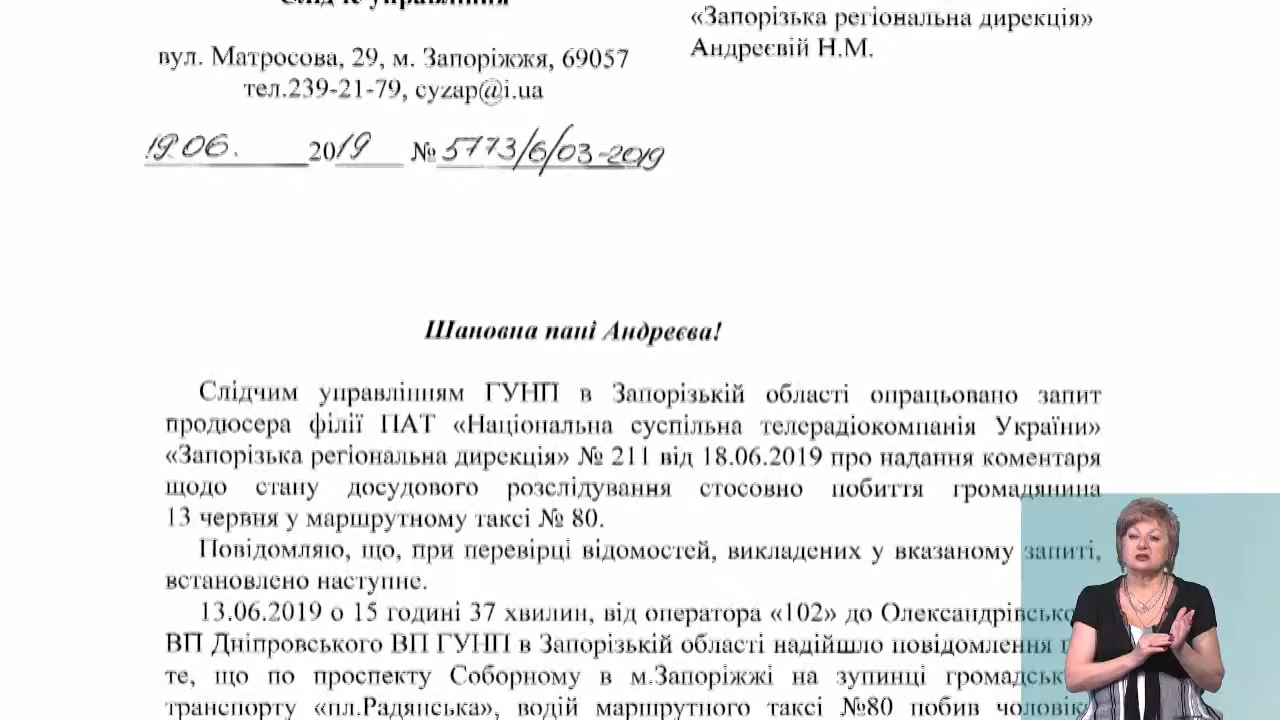 Слідче управління
«Запорізька регіональна дирекція»
Андреєвій Н.М.
вул. Матросова, 29, м. Запоріжжя, 69057
тел.239-21-79, cyzap@i.ua
19.06. 2019 № 5773/6/03-2019
Шановна пані Андреєва!
Слідчим управлінням ГУНП в Запорізькій області опрацьовано запит
продюсера філії ПАТ «Національна суспільна телерадіокомпанія України»
«Запорізька регіональна дирекція» № 211 від 18.06.2019 про надання коментаря
щодо стану досудового розслідування стосовно побиття громадянина
13 червня у маршрутному таксі № 80.
Повідомляю, що, при перевірці відомостей, викладених у вказаному запиті,
встановлено наступне.
13.06.2019 о 15 годині 37 хвилин, від оператора «102» до
ВП Дніпровського ВП ГУНП в Запорізькій області надійшло повідомлення
те, що по проспекту Соборному в м.Запоріжжі на зупинці
транспорту «пл.Радянська», водій маршрутного таксі №80 побив